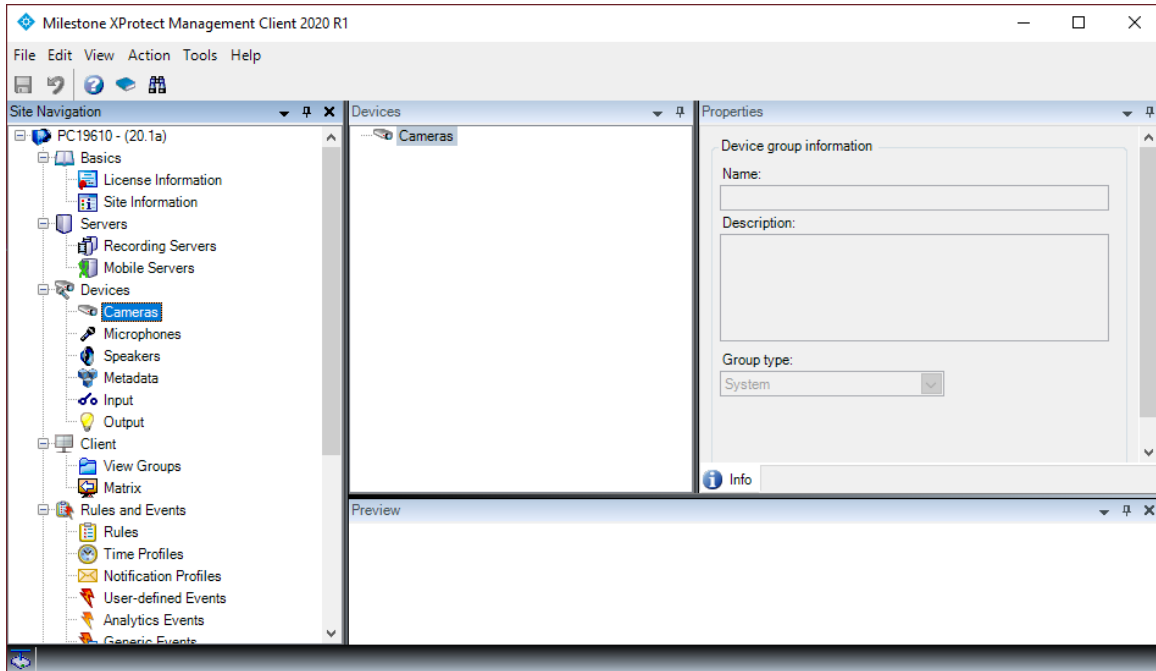 Milestone XProtect Management Client 2020 R1
File Edit View Action Tools Help
Site Navigation
PC19610 - (20.1a)
Basics
License Information
Site Information
Servers
Recording Servers
Mobile Servers
Devices
Cameras
Microphones
Speakers
Metadata
Input
Output
Client
View Groups
Matrix
Rules and Events
Rules
Time Profiles
Notification Profiles
User-defined Events
Analytics Events
Generic Events
Devices
Cameras
Properties
Device group information
Name:
Description:
Group type:
System
Info
Preview